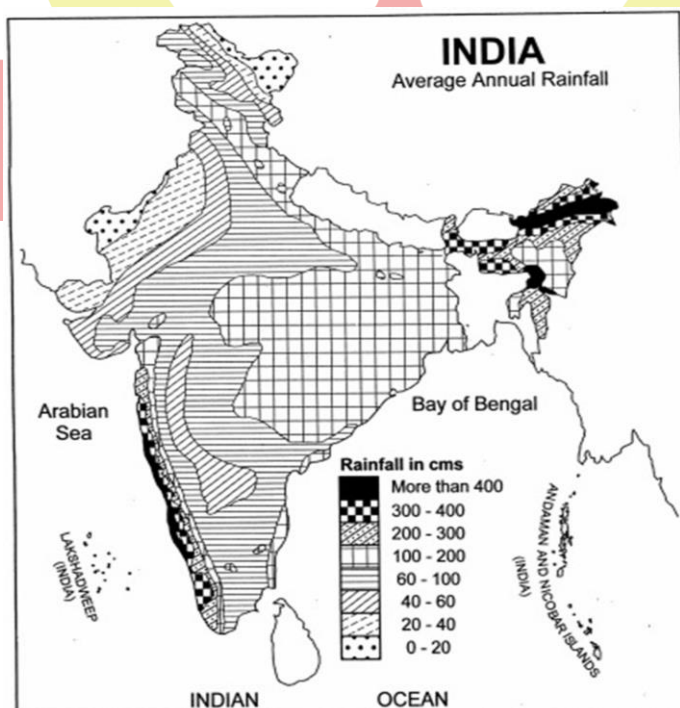 INDIA
Average Annual Rainfall
Arabian
Sea
Bay of Bengal
Rainfall in cms
More than 400
300 - 400
200 - 300
100 - 200
60 - 100
40 - 60
20 - 40
0 - 20
LAKSHADWEEP
(INDIA)
ANDAMAN AND NICOBAR ISLANDS
(INDIA)
INDIAN OCEAN